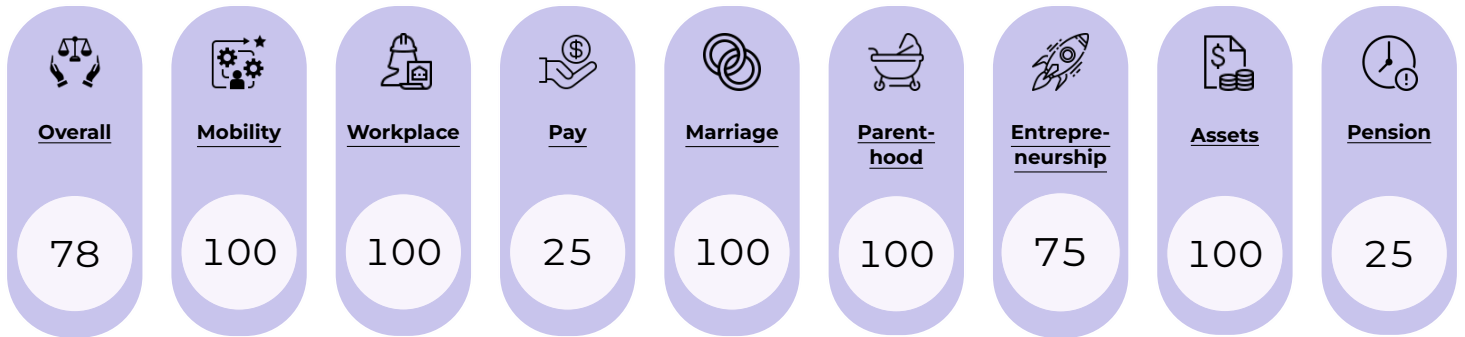 Overall
78
Mobility
100
Workplace
100
Pay
$
25
Marriage
100
Parent-
hood
100
Entrepre-
neurship
75
$
Assets
100
!
Pension
25